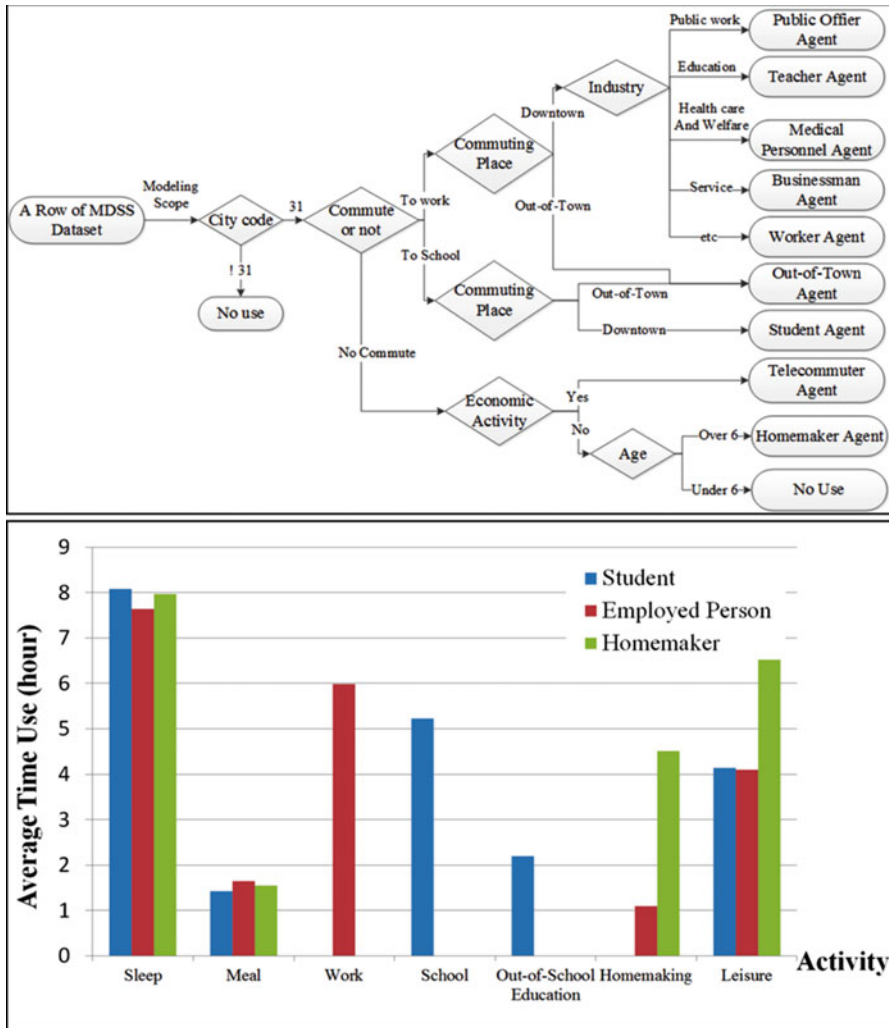 Public work
Public Offier
Agent
Education
Teacher Agent
Industry
Downtown
Health care
And Welfare
Medical
Personnel Agent
Commuting
Place
Modeling
Scope
To work
Service
Businessman
Agent
A Row of MDSS
Dataset
City code
31
Commute
or not
Out-of-Town
etc
Worker Agent
To School
! 31
Commuting
Place
Out-of-Town
Out-of-Town
Agent
No use
Downtown
Student Agent
No Commute
Telecommuter
Agent
Economic
Activity
Yes
No
Age
Over 6
Homemaker Agent
Under 6
No Use
Average Time Use (hour)
9
8
7
6
5
4
3
2
1
0
Student
Employed Person
Homemaker
Sleep
Meal
Work
School
Out-of-School
Education
Homemaking
Leisure
Activity